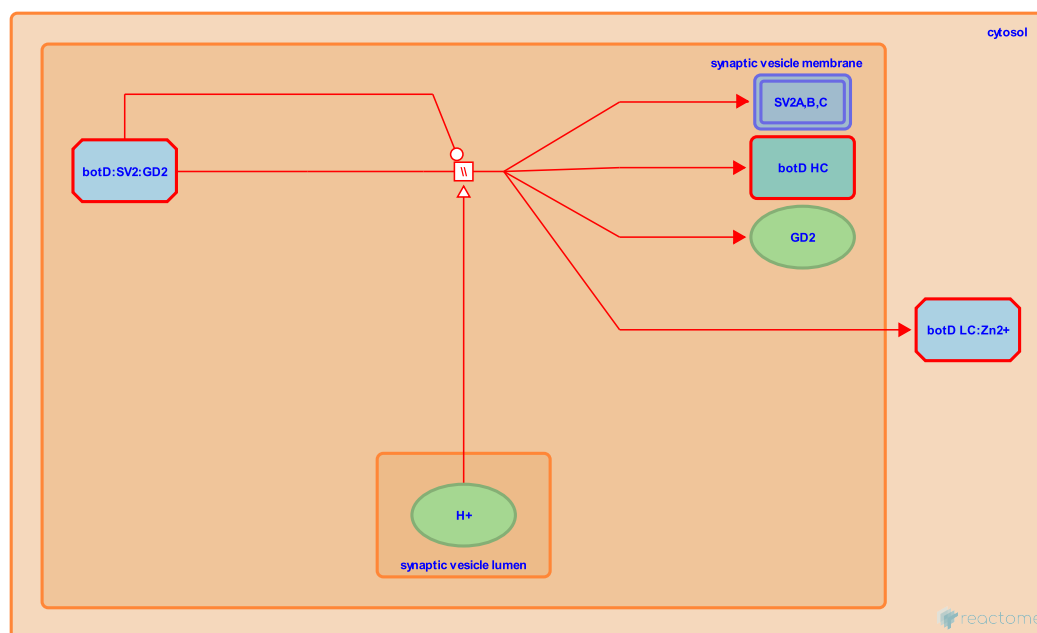 cytosol
synaptic vesicle membrane
SV2A,B,C
botD:SV2:GD2
\\
botD HC
GD2
botD LC:Zn2+
H+
synaptic vesicle lumen
reactome